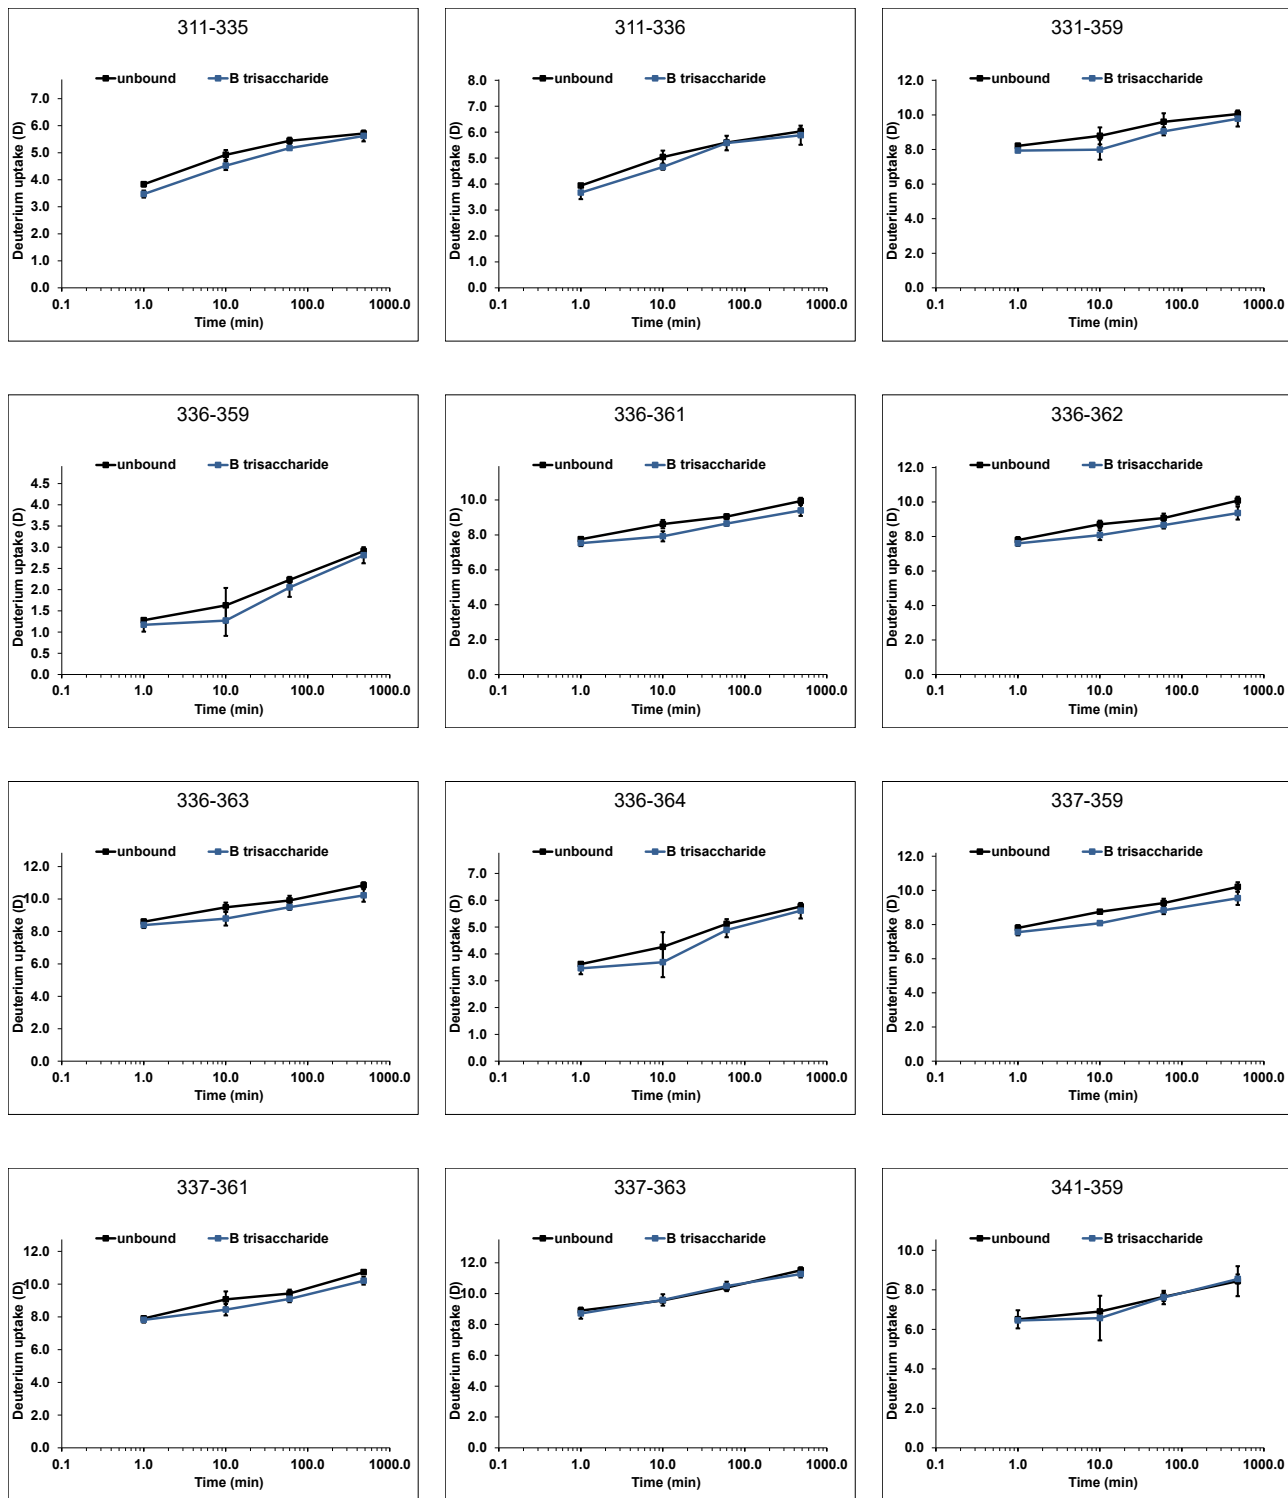 311-335
unbound B trisaccharide
Deuterium uptake (D)
7.0
6.0
5.0
4.0
3.0
2.0
1.0
0.0
0.1 1.0 10.0 100.0 1000.0
Time (min)
311-336
unbound B trisaccharide
Deuterium uptake (D)
8.0
7.0
6.0
5.0
4.0
3.0
2.0
1.0
0.0
0.1 1.0 10.0 100.0 1000.0
Time (min)
331-359
unbound B trisaccharide
Deuterium uptake (D)
12.0
10.0
8.0
6.0
4.0
2.0
0.0
0.1 1.0 10.0 100.0 1000.0
Time (min)
336-359
unbound B trisaccharide
Deuterium uptake (D)
4.5
4.0
3.5
3.0
2.5
2.0
1.5
1.0
0.5
0.0
0.1 1.0 10.0 100.0 1000.0
Time (min)
336-361
unbound B trisaccharide
Deuterium uptake (D)
10.0
8.0
6.0
4.0
2.0
0.0
0.1 1.0 10.0 100.0 1000.0
Time (min)
336-362
unbound B trisaccharide
Deuterium uptake (D)
12.0
10.0
8.0
6.0
4.0
2.0
0.0
0.1 1.0 10.0 100.0 1000.0
Time (min)
336-363
unbound B trisaccharide
Deuterium uptake (D)
12.0
10.0
8.0
6.0
4.0
2.0
0.0
0.1 1.0 10.0 100.0 1000.0
Time (min)
336-364
unbound B trisaccharide
Deuterium uptake (D)
7.0
6.0
5.0
4.0
3.0
2.0
1.0
0.0
0.1 1.0 10.0 100.0 1000.0
Time (min)
337-359
unbound B trisaccharide
Deuterium uptake (D)
12.0
10.0
8.0
6.0
4.0
2.0
0.0
0.1 1.0 10.0 100.0 1000.0
Time (min)
337-361
unbound B trisaccharide
Deuterium uptake (D)
12.0
10.0
8.0
6.0
4.0
2.0
0.0
0.1 1.0 10.0 100.0 1000.0
Time (min)
337-363
unbound B trisaccharide
Deuterium uptake (D)
12.0
10.0
8.0
6.0
4.0
2.0
0.0
0.1 1.0 10.0 100.0 1000.0
Time (min)
341-359
unbound B trisaccharide
Deuterium uptake (D)
10.0
8.0
6.0
4.0
2.0
0.0
0.1 1.0 10.0 100.0 1000.0
Time (min)